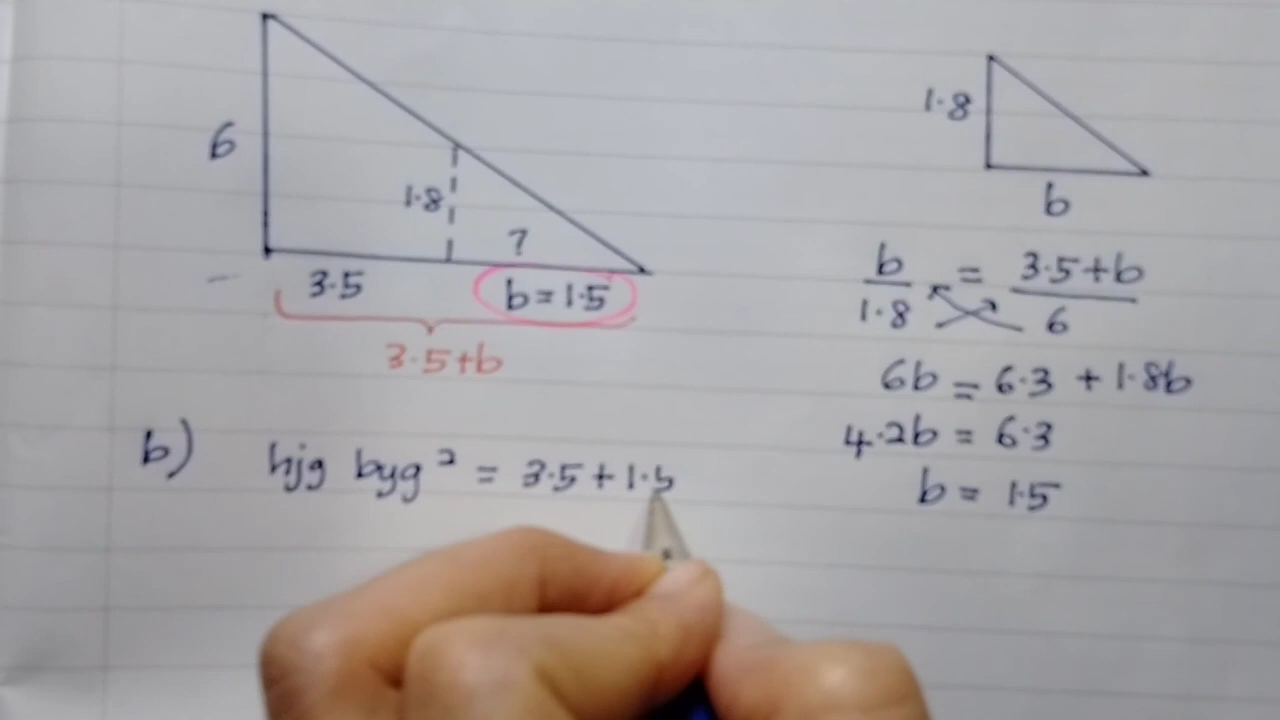 6
1.8
?
3.5
b = 1.5
3.5+b
1.8
b
b/1.8 = 3.5+b/6
6b = 6.3 + 1.8b
4.2b = 6.3
b = 1.5
b) hjg byg² = 3.5 + 1.5